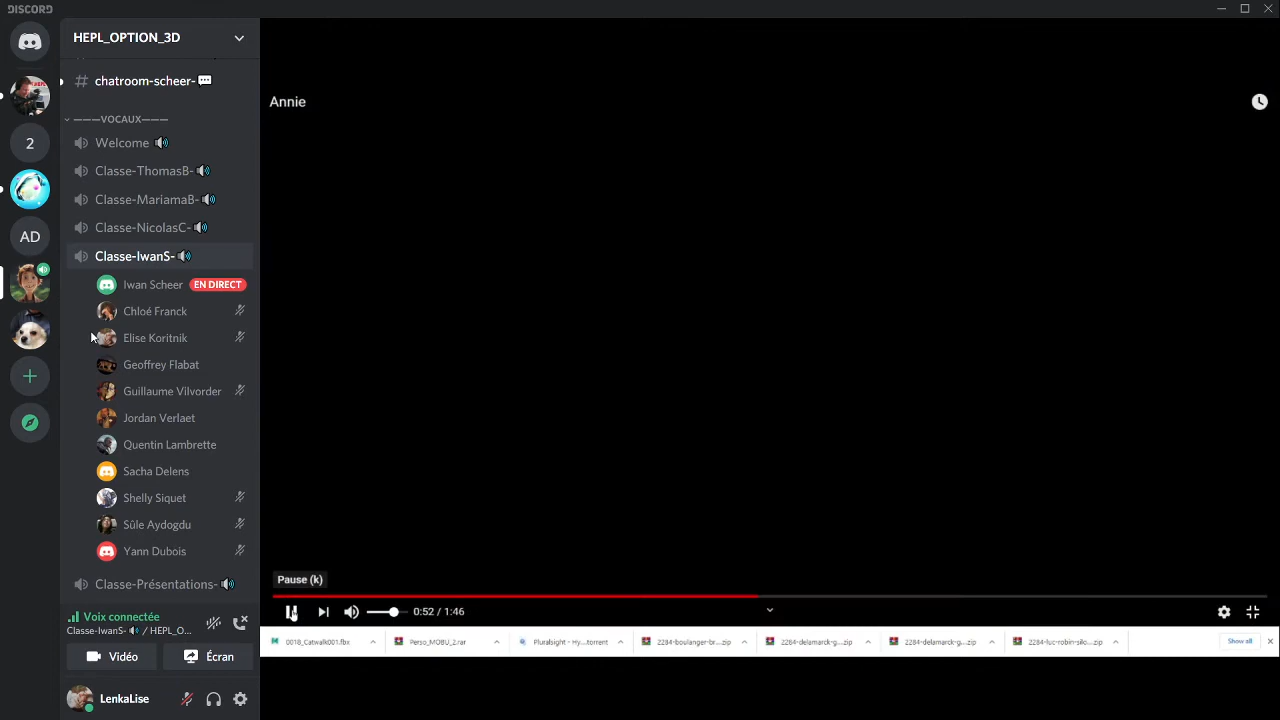 DISCORD
HEPL_OPTION_3D
chatroom-scheer-
———VOCAUX———
Welcome
Classe-ThomasB-
Classe-MariamaB-
Classe-NicolasC-
Classe-IwanS-
Iwan Scheer EN DIRECT
Chloé Franck
Elise Koritnik
Geoffrey Flabat
Guillaume Vilvorder
Jordan Verlaet
Quentin Lambrette
Sacha Delens
Shelly Siquet
Sûle Aydogdu
Yann Dubois
Classe-Présentations-
Voix connectée
Classe-IwanS- / HEPL_O...
Vidéo
Écran
LenkaLise
2
AD
Annie
Pause (k)
0:52 / 1:46
0018_Catwalk001.fbx
Perso_MOBU_2.rar
Pluralsight - Hy....torrent
2284-boulanger-br....zip
2284-delamarck-g....zip
2284-delamarck-g....zip
2284-luc-robin-silo....zip
Show all